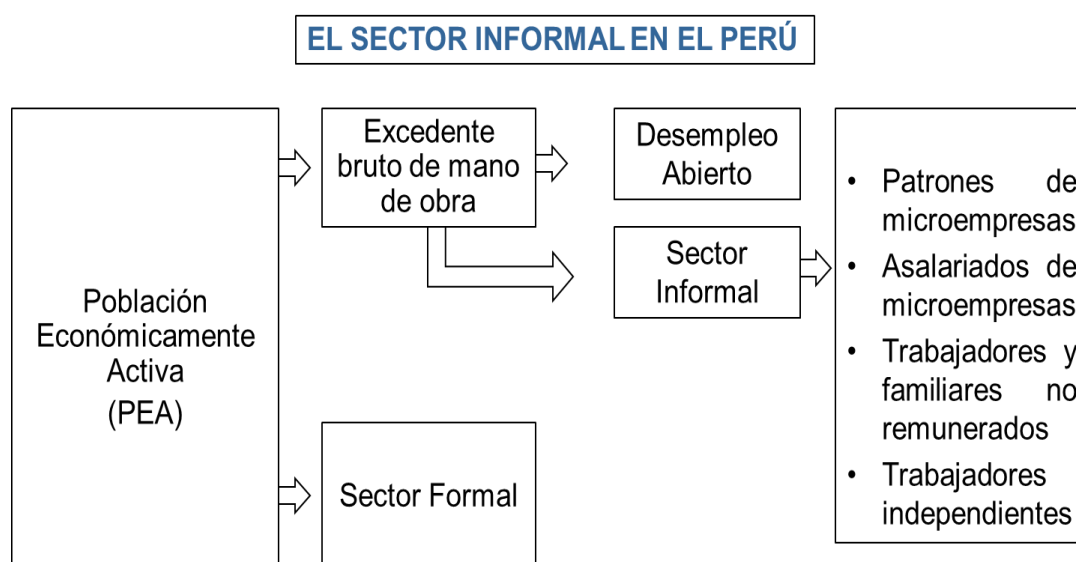 EL SECTOR INFORMAL EN EL PERÚ
Población
Económicamente
Activa
(PEA)
Excedente
bruto de mano
de obra
Sector Formal
Desempleo
Abierto
Sector
Informal
• Patrones de
microempresas
• Asalariados de
microempresas
• Trabajadores y
familiares no
remunerados
• Trabajadores
independientes